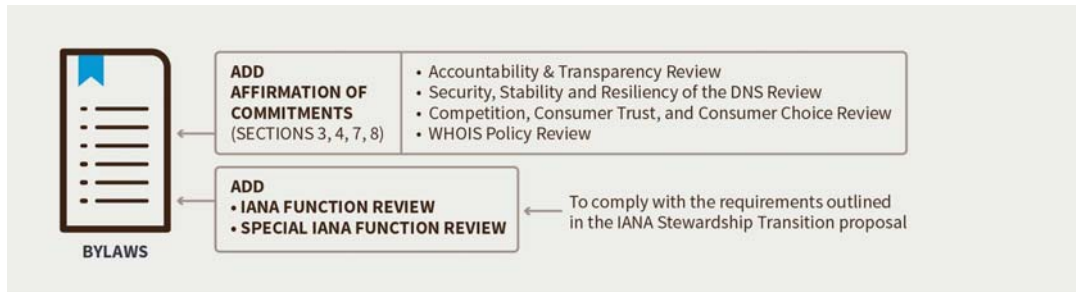 ADD
AFFIRMATION OF
COMMITMENTS
(SECTIONS 3, 4, 7, 8)
• Accountability & Transparency Review
• Security, Stability and Resiliency of the DNS Review
• Competition, Consumer Trust, and Consumer Choice Review
• WHOIS Policy Review
ADD
• IANA FUNCTION REVIEW
• SPECIAL IANA FUNCTION REVIEW
To comply with the requirements outlined
in the IANA Stewardship Transition proposal
BYLAWS